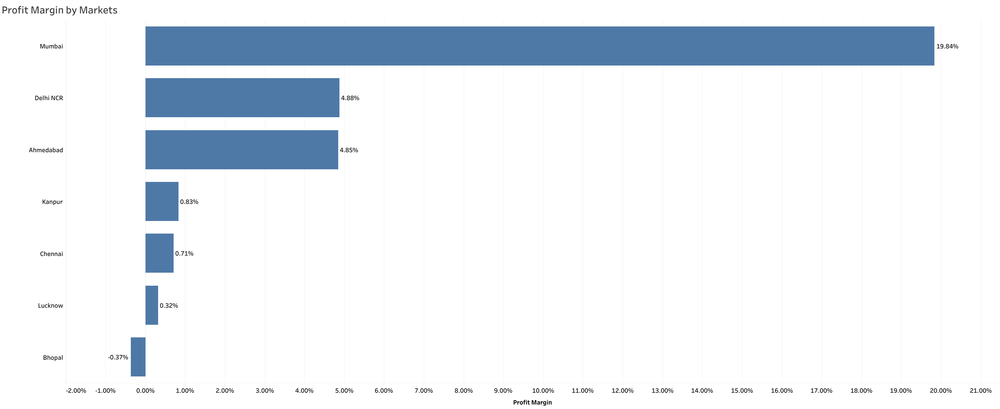 Profit Margin by Markets
Mumbai 19.84%
Delhi NCR 4.88%
Ahmedabad 4.85%
Kanpur 0.83%
Chennai 0.71%
Lucknow 0.32%
Bhopal -0.37%
-2.00% -1.00% 0.00% 1.00% 2.00% 3.00% 4.00% 5.00% 6.00% 7.00% 8.00% 9.00% 10.00% 11.00% 12.00% 13.00% 14.00% 15.00% 16.00% 17.00% 18.00% 19.00% 20.00% 21.00%
Profit Margin